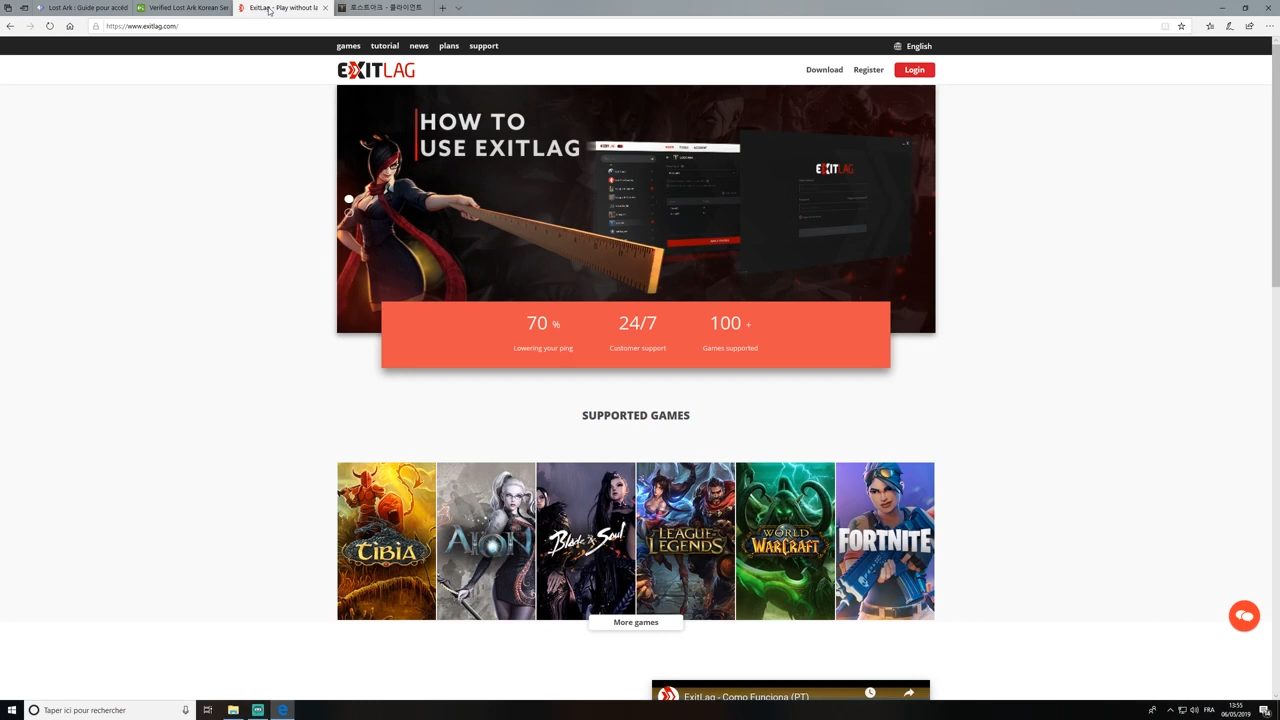 Lost Ark : Guide pour accéd
Verified Lost Ark Korean Ser
ExitLag - Play without la
로스트아크 - 클라이언트
https://www.exitlag.com/
games tutorial news plans support
English
EXITLAG
Download Register Login
HOW TO
USE EXITLAG
EXITLAG
70 % 24/7 100 +
Lowering your ping Customer support Games supported
SUPPORTED GAMES
TIBIA
AION
Blade & Soul
LEAGUE of LEGENDS
WORLD of WARCRAFT
FORTNITE
More games
ExitLag - Como Funciona (PT)
Taper ici pour rechercher
FRA
13:55
06/05/2019